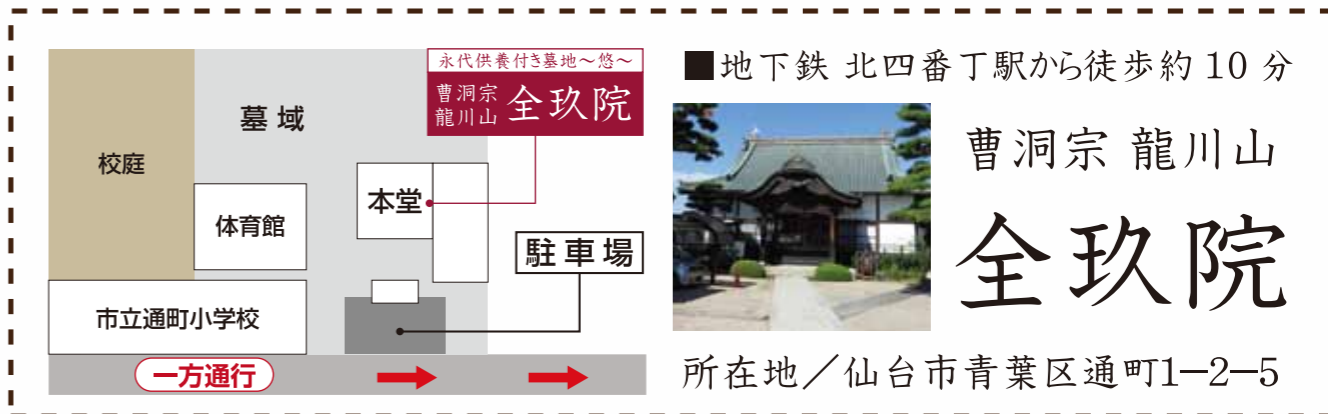 永代供養付き墓地～悠～
曹洞宗
龍川山
全玖院
墓域
校庭
体育館
本堂
駐車場
市立通町小学校
一方通行
■地下鉄 北四番丁駅から徒歩約10分
曹洞宗 龍川山
全玖院
所在地／仙台市青葉区通町1−2−5